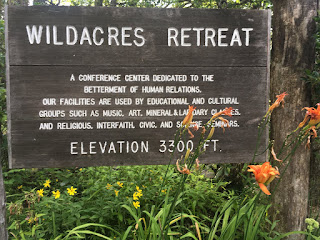 WILDACRES RETREAT
A CONFERENCE CENTER DEDICATED TO THE
BETTERMENT OF HUMAN RELATIONS.
OUR FACILITIES ARE USED BY EDUCATIONAL AND CULTURAL
GROUPS SUCH AS MUSIC, ART, MINERAL & LAPIDARY CLASSES,
AND RELIGIOUS, INTERFAITH, CIVIC, AND SEMINARS.
ELEVATION 3300 FT.